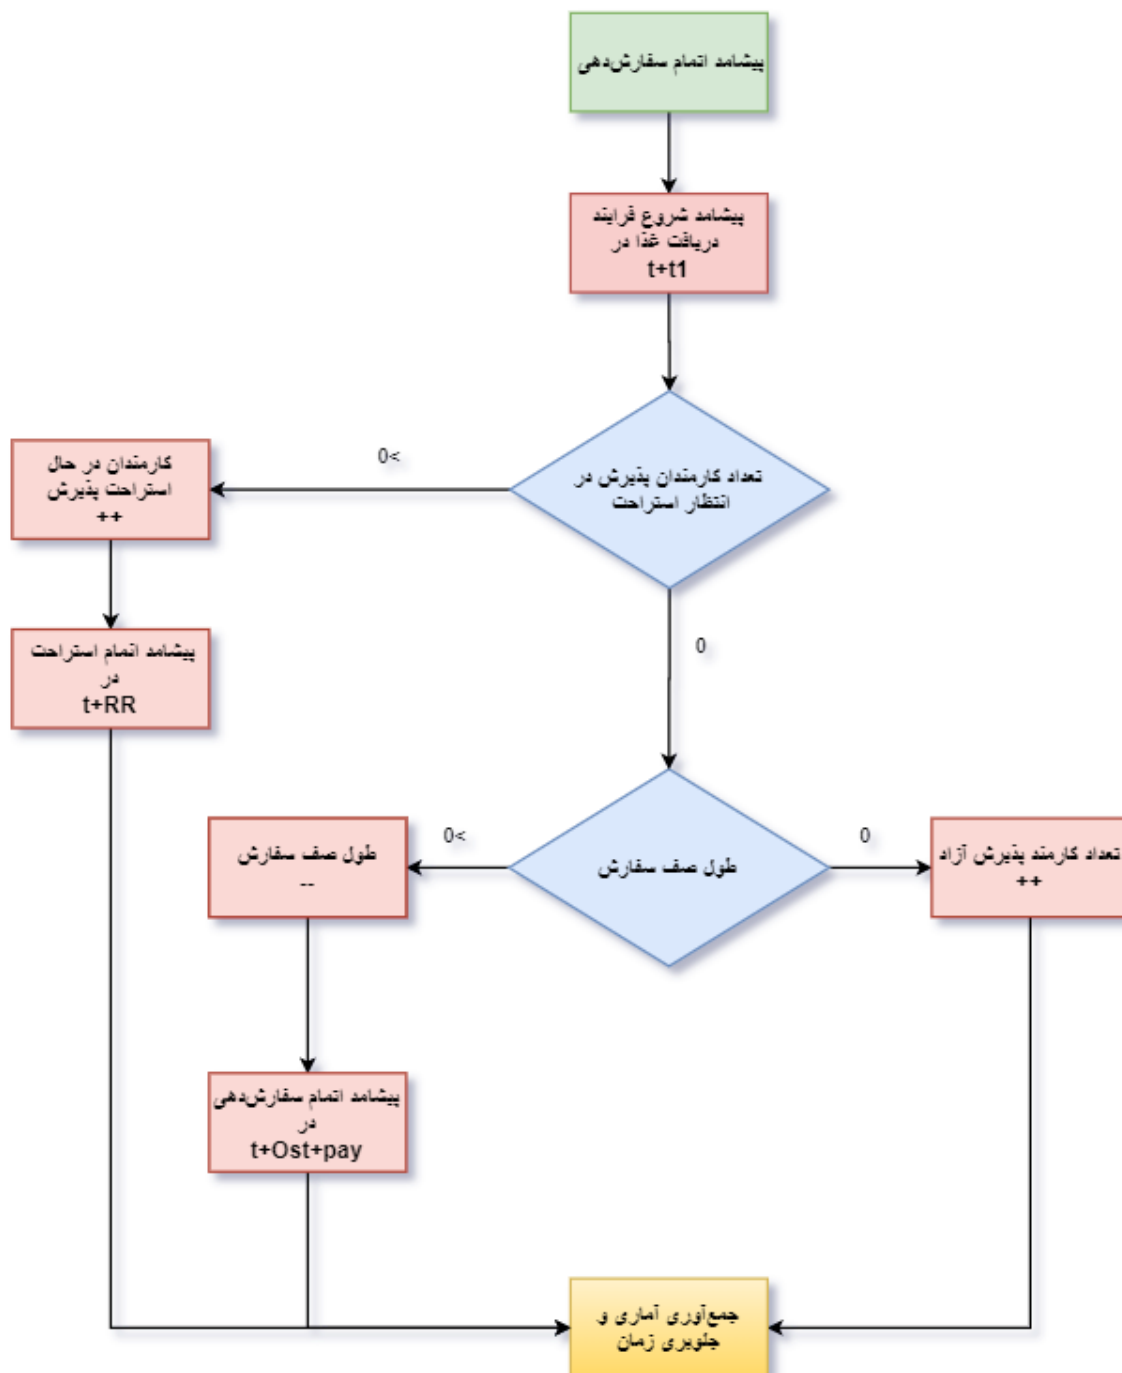 پیشامد اتمام سفارش‌دهی
پیشامد شروع فرایند
دریافت غذا در
t+t1
تعداد کارمندان پذیرش در
انتظار استراحت
0<
کارمندان در حال
استراحت پذیرش
++
پیشامد اتمام استراحت
در
t+RR
0
طول صف سفارش
0<
طول صف سفارش
--
پیشامد اتمام سفارش‌دهی
در
t+Ost+pay
0
تعداد کارمند پذیرش آزاد
++
جمع‌آوری آماری و
جلوبری زمان